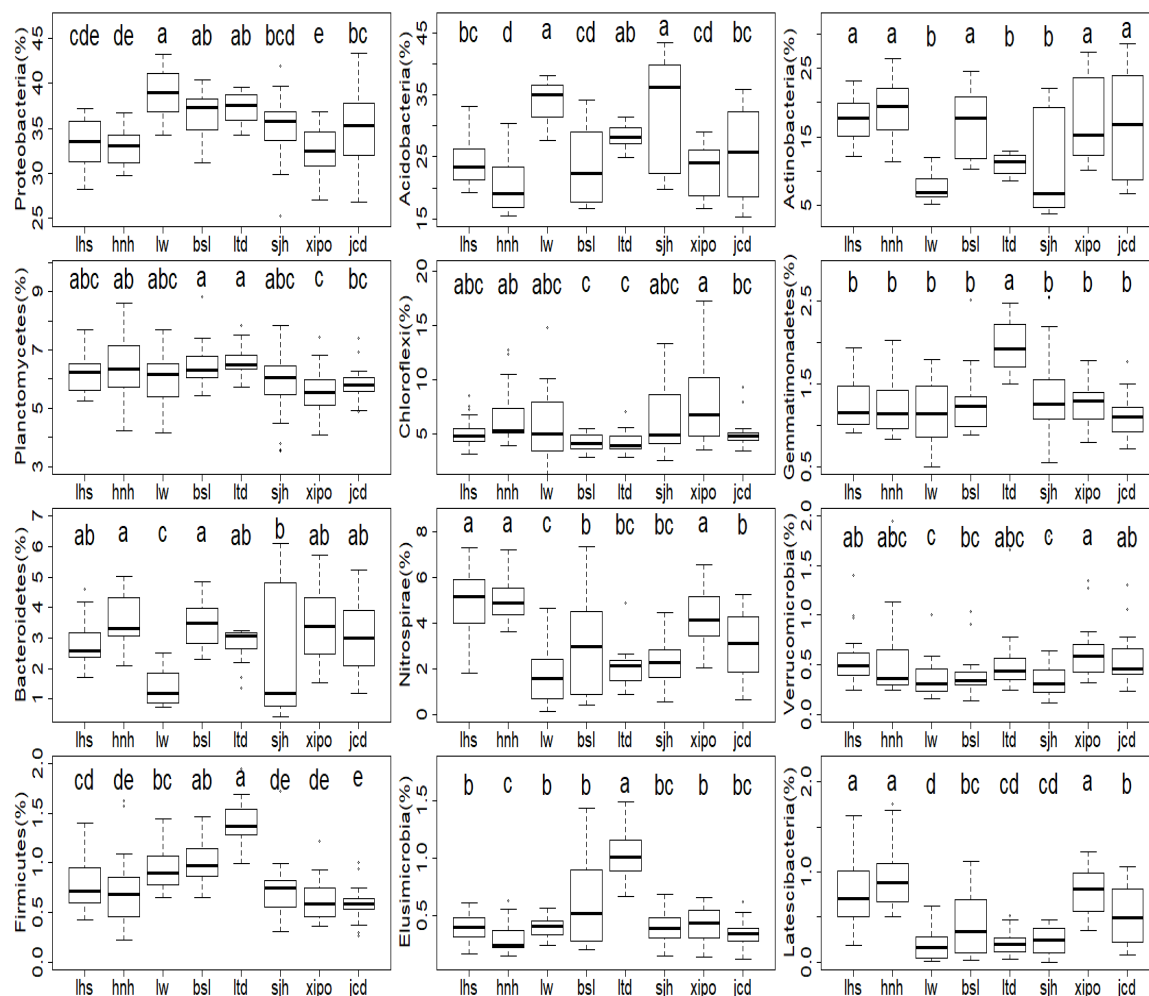 Proteobacteria(%)
25 30 35 40 45
cde de a ab ab bcd e bc
lhs hnh lw bsl ltd sjh xipo jcd
Acidobacteria(%)
15 25 35 45
bc d a cd ab a cd bc
lhs hnh lw bsl ltd sjh xipo jcd
Actinobacteria(%)
5 15 25
a a b a b b a a
lhs hnh lw bsl ltd sjh xipo jcd
Planctomycetes(%)
3 5 6 7 9
abc ab abc a a abc c bc
lhs hnh lw bsl ltd sjh xipo jcd
Chloroflexi(%)
5 10 15 20
abc ab abc c c abc a bc
lhs hnh lw bsl ltd sjh xipo jcd
Gemmatimonadetes(%)
0.5 1.5 2.5
b b b b a b b b
lhs hnh lw bsl ltd sjh xipo jcd
Bacteroidetes(%)
1 2 3 4 5 6 7
ab a c a ab b ab ab
lhs hnh lw bsl ltd sjh xipo jcd
Nitrospirae(%)
0 2 4 6 8
a a c b bc bc a b
lhs hnh lw bsl ltd sjh xipo jcd
Verrucomicrobia(%)
0.0 0.5 1.0 1.5 2.0
ab abc c bc abc c a ab
lhs hnh lw bsl ltd sjh xipo jcd
Firmicutes(%)
0.0 0.5 1.0 1.5 2.0
cd de bc ab a de de e
lhs hnh lw bsl ltd sjh xipo jcd
Elusimicrobia(%)
0.5 1.0 1.5
b c b b a bc b bc
lhs hnh lw bsl ltd sjh xipo jcd
Latescibacteria(%)
0.0 1.0 2.0
a a d bc cd cd a b
lhs hnh lw bsl ltd sjh xipo jcd